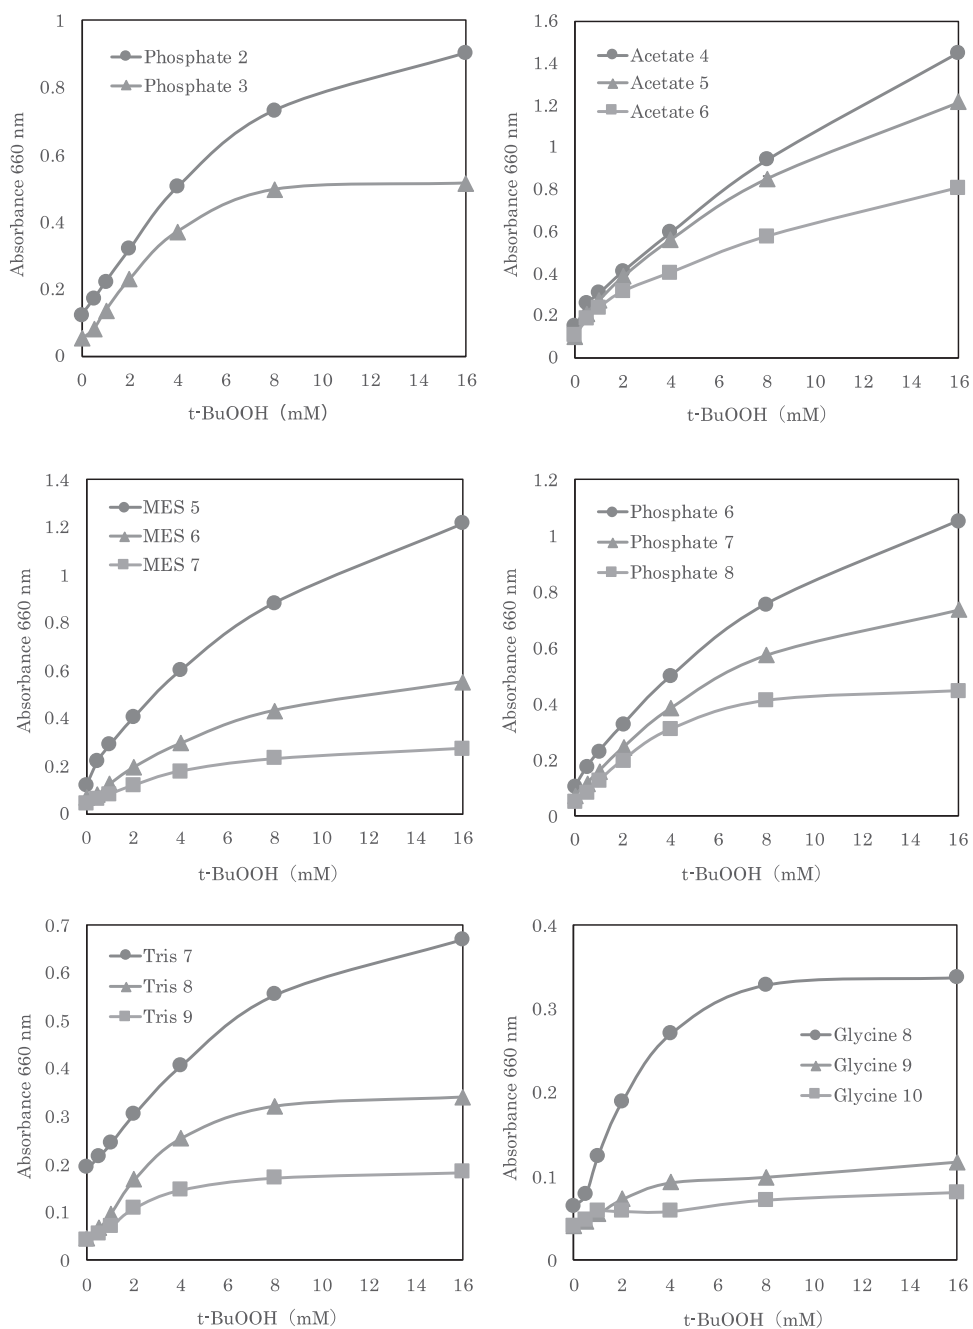 1
0.8
0.6
0.4
0.2
0
Absorbance 660 nm
Phosphate 2
Phosphate 3
0 2 4 6 8 10 12 14 16
t-BuOOH (mM)
1.6
1.4
1.2
1
0.8
0.6
0.4
0.2
0
Absorbance 660 nm
Acetate 4
Acetate 5
Acetate 6
0 2 4 6 8 10 12 14 16
t-BuOOH (mM)
1.4
1.2
1
0.8
0.6
0.4
0.2
0
Absorbance 660 nm
MES 5
MES 6
MES 7
0 2 4 6 8 10 12 14 16
t-BuOOH (mM)
1.2
1
0.8
0.6
0.4
0.2
0
Absorbance 660 nm
Phosphate 6
Phosphate 7
Phosphate 8
0 2 4 6 8 10 12 14 16
t-BuOOH (mM)
0.7
0.6
0.5
0.4
0.3
0.2
0.1
0
Absorbance 660 nm
Tris 7
Tris 8
Tris 9
0 2 4 6 8 10 12 14 16
t-BuOOH (mM)
0.4
0.3
0.2
0.1
0
Absorbance 660 nm
Glycine 8
Glycine 9
Glycine 10
0 2 4 6 8 10 12 14 16
t-BuOOH (mM)